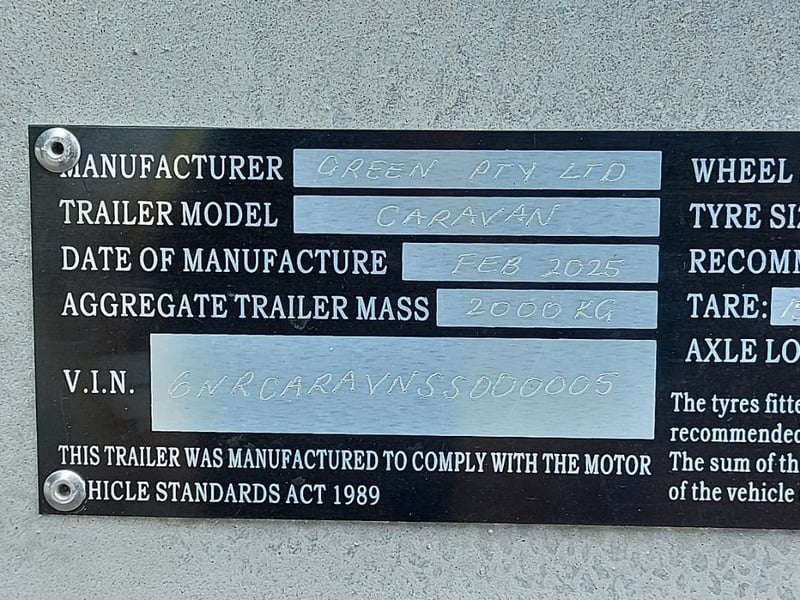 MANUFACTURER GREEN PTY LTD
TRAILER MODEL CARAVAN
DATE OF MANUFACTURE FEB 2025
AGGREGATE TRAILER MASS 2000 KG
V.I.N. 6NRCARAVNSS000005
THIS TRAILER WAS MANUFACTURED TO COMPLY WITH THE MOTOR
HICLE STANDARDS ACT 1989
WHEEL
TYRE SIZ
RECOMM
TARE:
AXLE LO
The tyres fitte
recommended
The sum of th
of the vehicle